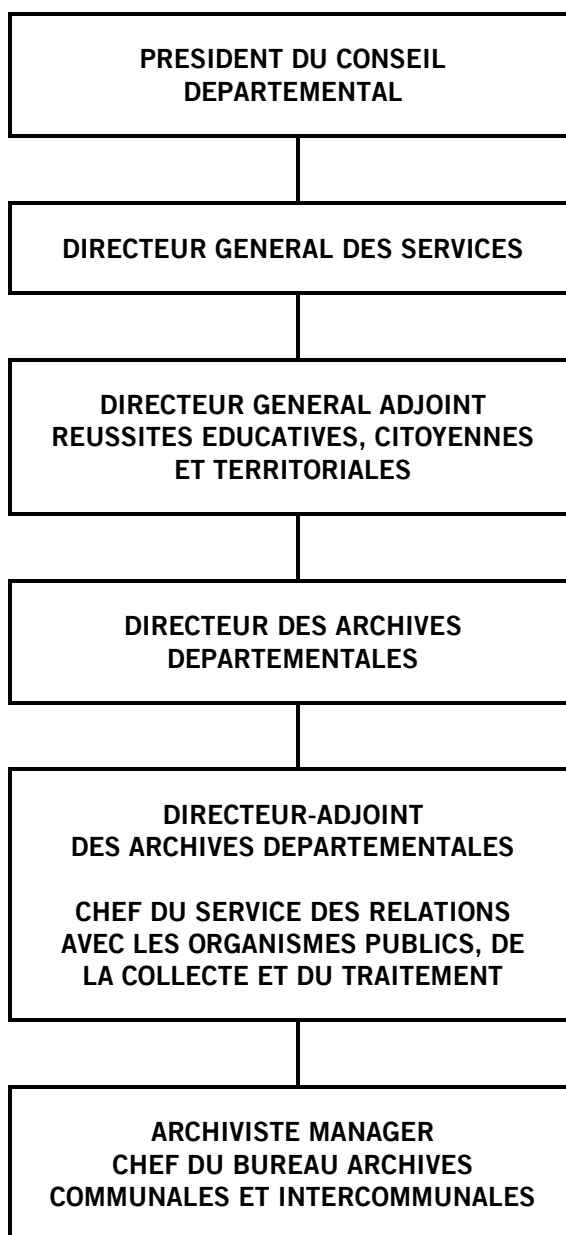 PRESIDENT DU CONSEIL
DEPARTEMENTAL
DIRECTEUR GENERAL DES SERVICES
DIRECTEUR GENERAL ADJOINT
REUSSITES EDUCATIVES, CITOYENNES
ET TERRITORIALES
DIRECTEUR DES ARCHIVES
DEPARTEMENTALES
DIRECTEUR-ADJOINT
DES ARCHIVES DEPARTEMENTALES
CHEF DU SERVICE DES RELATIONS
AVEC LES ORGANISMES PUBLICS, DE
LA COLLECTE ET DU TRAITEMENT
ARCHIVISTE MANAGER
CHEF DU BUREAU ARCHIVES
COMMUNALES ET INTERCOMMUNALES